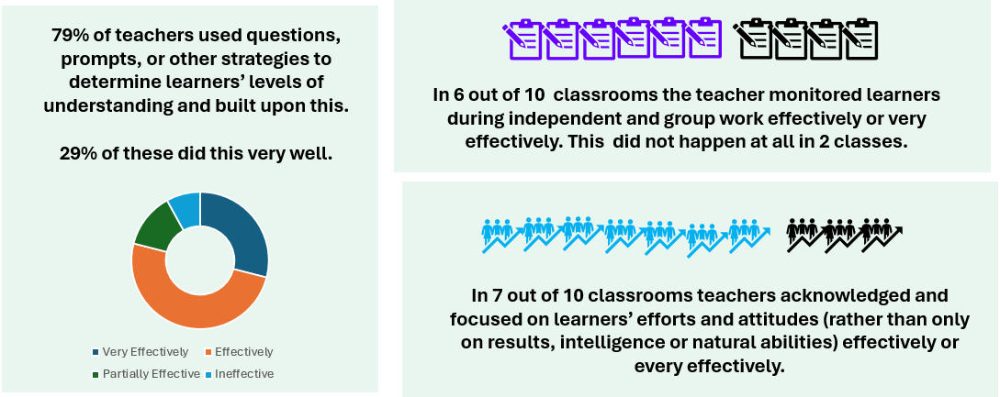 79% of teachers used questions,
prompts, or other strategies to
determine learners’ levels of
understanding and built upon this.
29% of these did this very well.
Very Effectively
Effectively
Partially Effective
Ineffective
In 6 out of 10 classrooms the teacher monitored learners
during independent and group work effectively or very
effectively. This did not happen at all in 2 classes.
In 7 out of 10 classrooms teachers acknowledged and
focused on learners’ efforts and attitudes (rather than only
on results, intelligence or natural abilities) effectively or
every effectively.